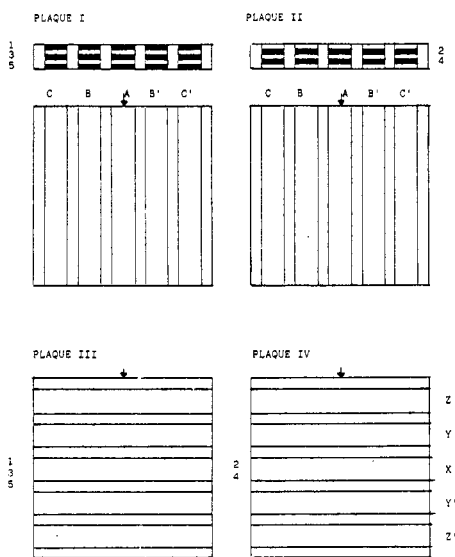 PLAQUE I
PLAQUE II
1
3
5
2
4
C B A B' C'
C B A B' C'
PLAQUE III
PLAQUE IV
1
3
5
2
4
Z
Y
X
Y'
Z'